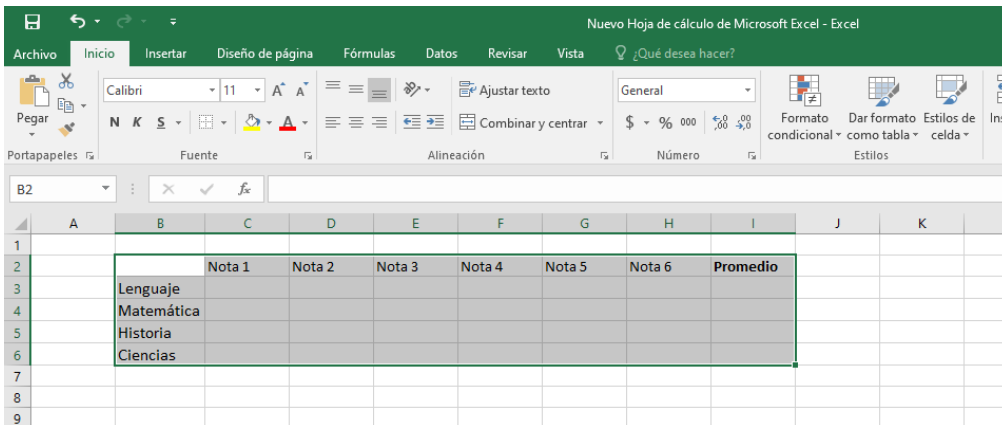 Nuevo Hoja de cálculo de Microsoft Excel - Excel
Archivo Inicio Insertar Diseño de página Fórmulas Datos Revisar Vista ¿Qué desea hacer?
Calibri 11 A A Ajustar texto General
Pegar N K S A Combinar y centrar $ % 000 Formato condicional Dar formato como tabla Estilos de celda
Portapapeles Fuente Alineación Número Estilos
B2 fx
A B C D E F G H I J K
1
2 Nota 1 Nota 2 Nota 3 Nota 4 Nota 5 Nota 6 Promedio
3 Lenguaje
4 Matemática
5 Historia
6 Ciencias
7
8
9